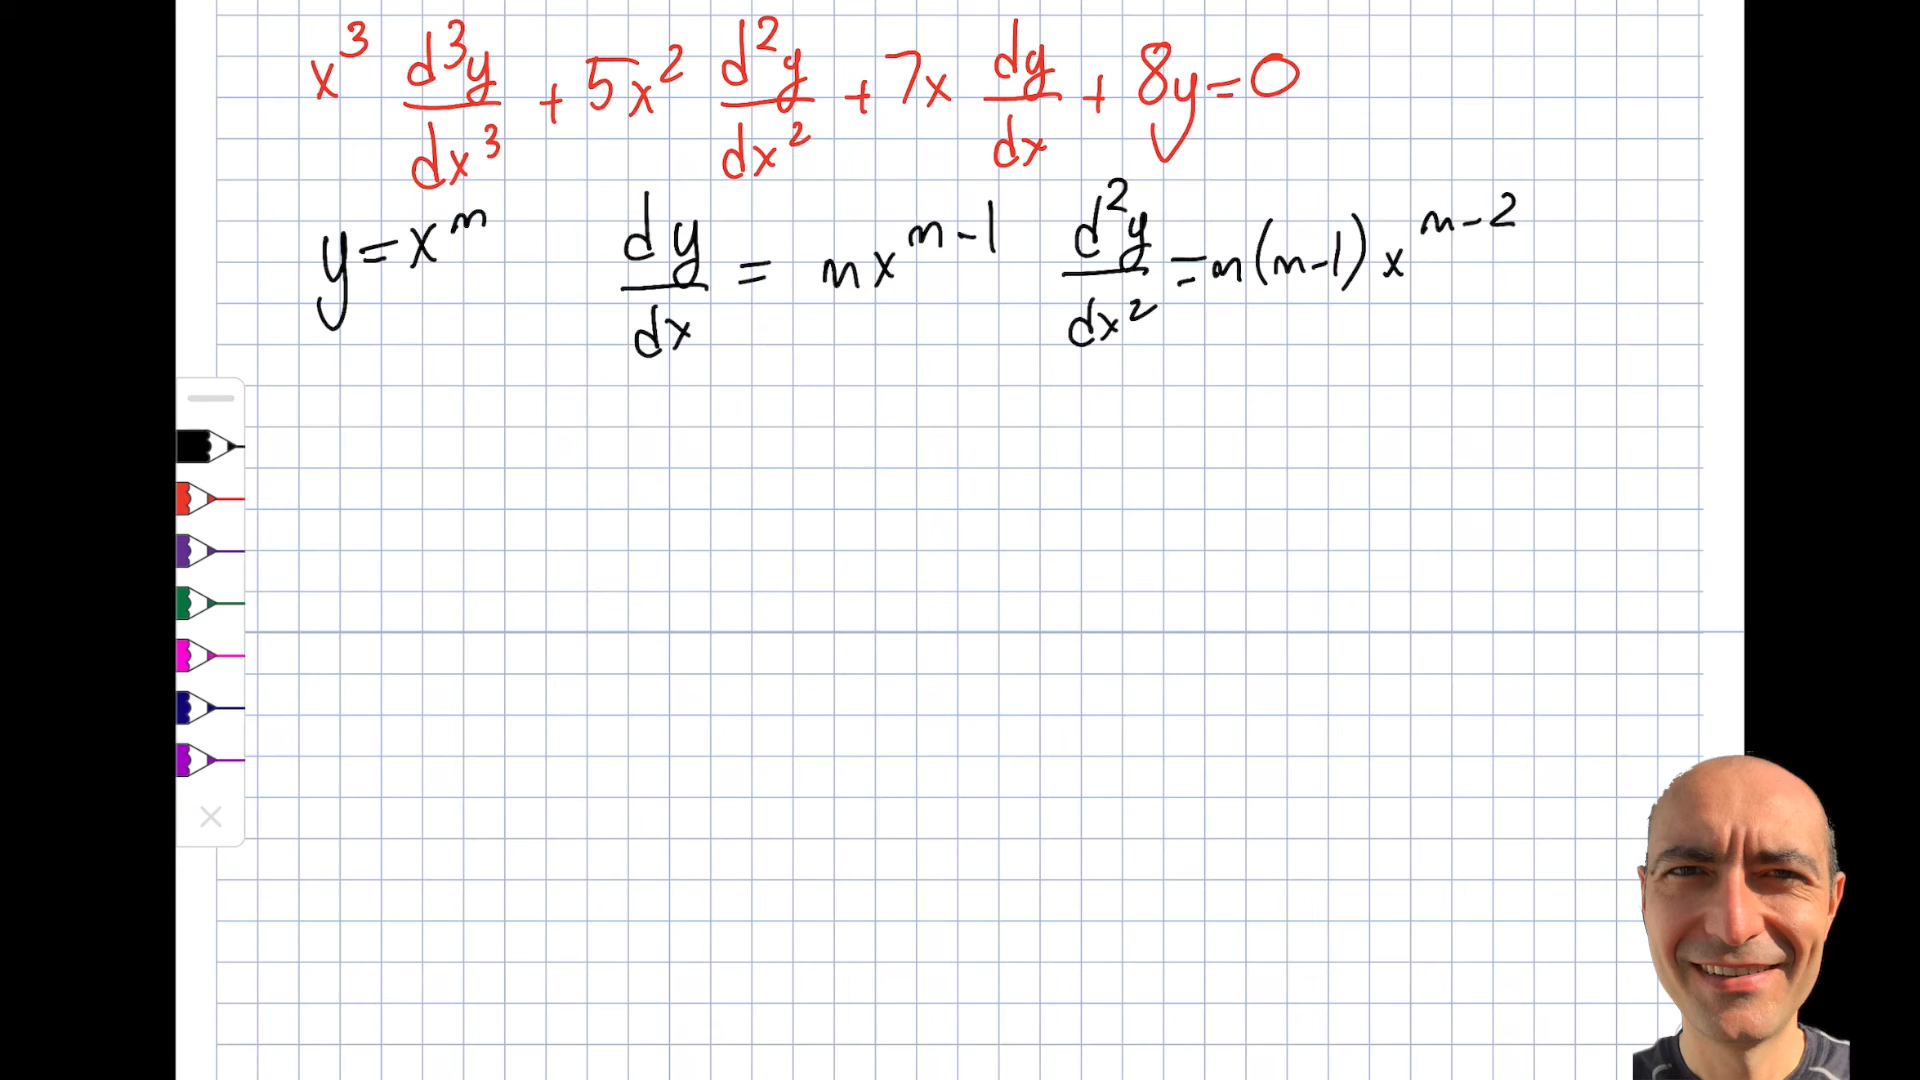 x³ d³y/dx³ + 5x² d²y/dx² + 7x dy/dx + 8y = 0
y = x^m   dy/dx = mx^(m-1)   d²y/dx² = m(m-1)x^(m-2)